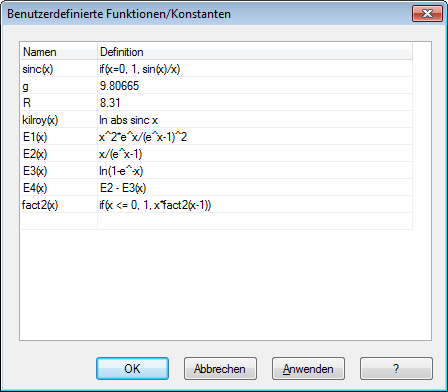 Benutzerdefinierte Funktionen/Konstanten
Namen Definition
sinc(x) if(x=0, 1, sin(x)/x)
g 9.80665
R 8.31
kilroy(x) ln abs sinc x
E1(x) x^2*e^x/(e^x-1)^2
E2(x) x/(e^x-1)
E3(x) ln(1-e^-x)
E4(x) E2 - E3(x)
fact2(x) if(x <= 0, 1, x*fact2(x-1))
OK Abbrechen Anwenden ?